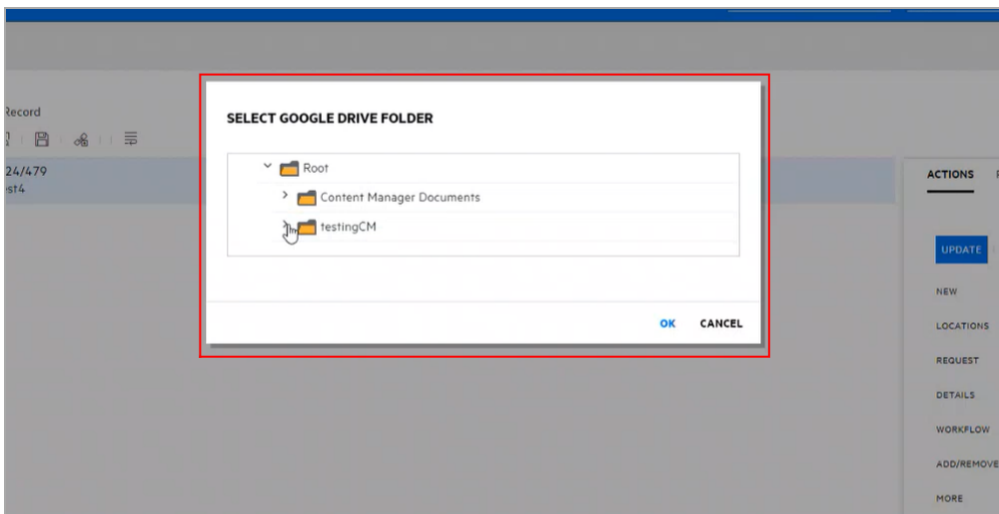 Record
24/479
est4
SELECT GOOGLE DRIVE FOLDER
Root
Content Manager Documents
testingCM
OK CANCEL
ACTIONS
UPDATE
NEW
LOCATIONS
REQUEST
DETAILS
WORKFLOW
ADD/REMOVE
MORE